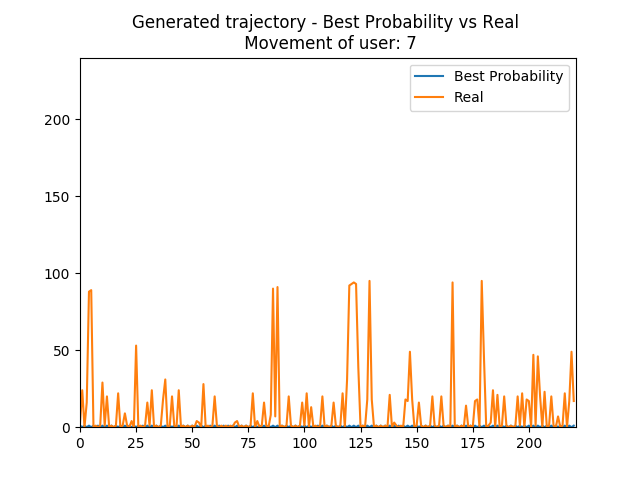 Generated trajectory - Best Probability vs Real
Movement of user: 7
Best Probability
Real
200
150
100
50
0
0 25 50 75 100 125 150 175 200